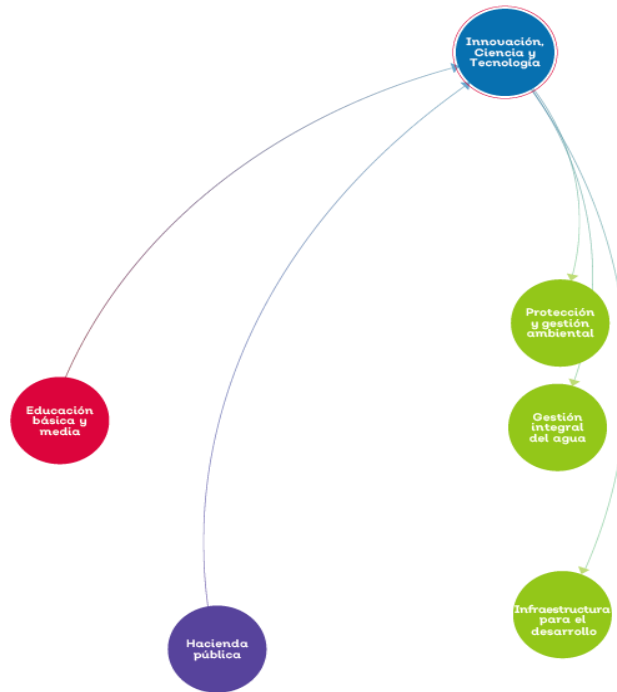 Innovación,
Ciencia y
Tecnología
Protección
y gestión
ambiental
Educación
básica y
media
Gestión
integral
del agua
Infraestructura
para el
desarrollo
Hacienda
pública